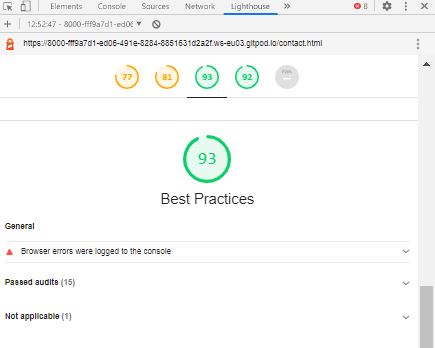 Elements Console Sources Network Lighthouse 8
12:52:47 - 8000-fff9a7d1-ed06
https://8000-fff9a7d1-ed06-491e-8284-8851631d2a2f.ws-eu03.gitpod.io/contact.html
77 81 93 92 PWA
93
Best Practices
General
Browser errors were logged to the console
Passed audits (15)
Not applicable (1)